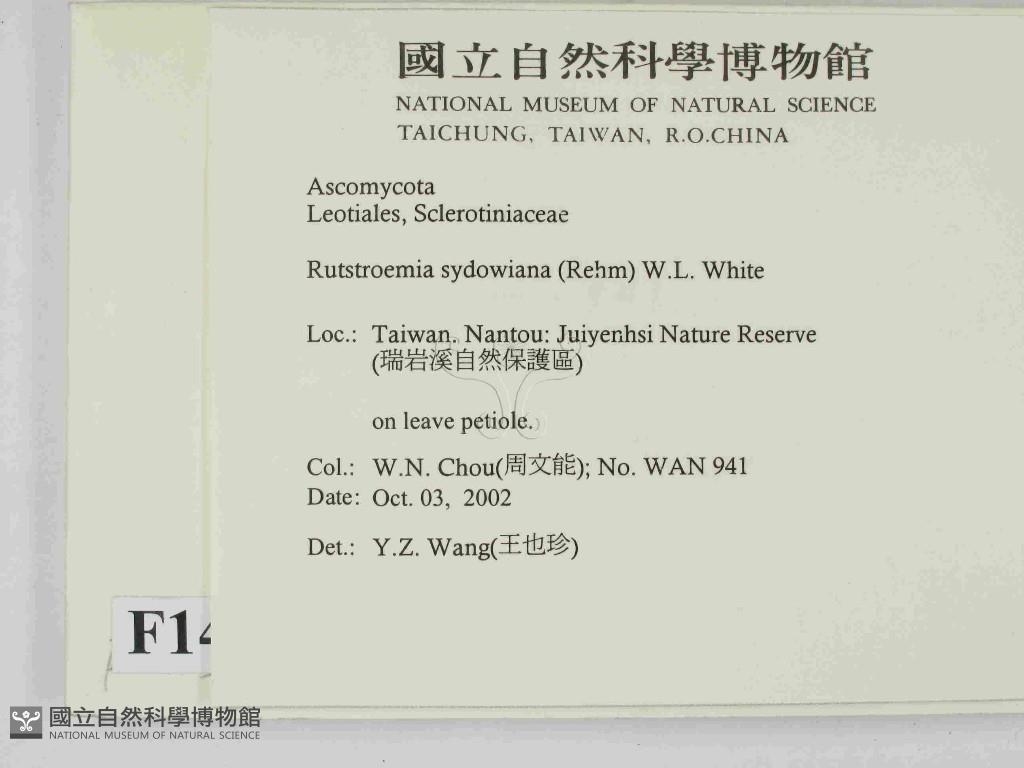 國立自然科學博物館
NATIONAL MUSEUM OF NATURAL SCIENCE
TAICHUNG, TAIWAN, R.O.CHINA
Ascomycota
Leotiales, Sclerotiniaceae
Rutstroemia sydowiana (Rehm) W.L. White
Loc.: Taiwan. Nantou: Juiyenhsi Nature Reserve
(瑞岩溪自然保護區)
on leave petiole.
Col.: W.N. Chou(周文能); No. WAN 941
Date: Oct. 03, 2002
Det.: Y.Z. Wang(王也珍)
F14
國立自然科學博物館
NATIONAL MUSEUM OF NATURAL SCIENCE